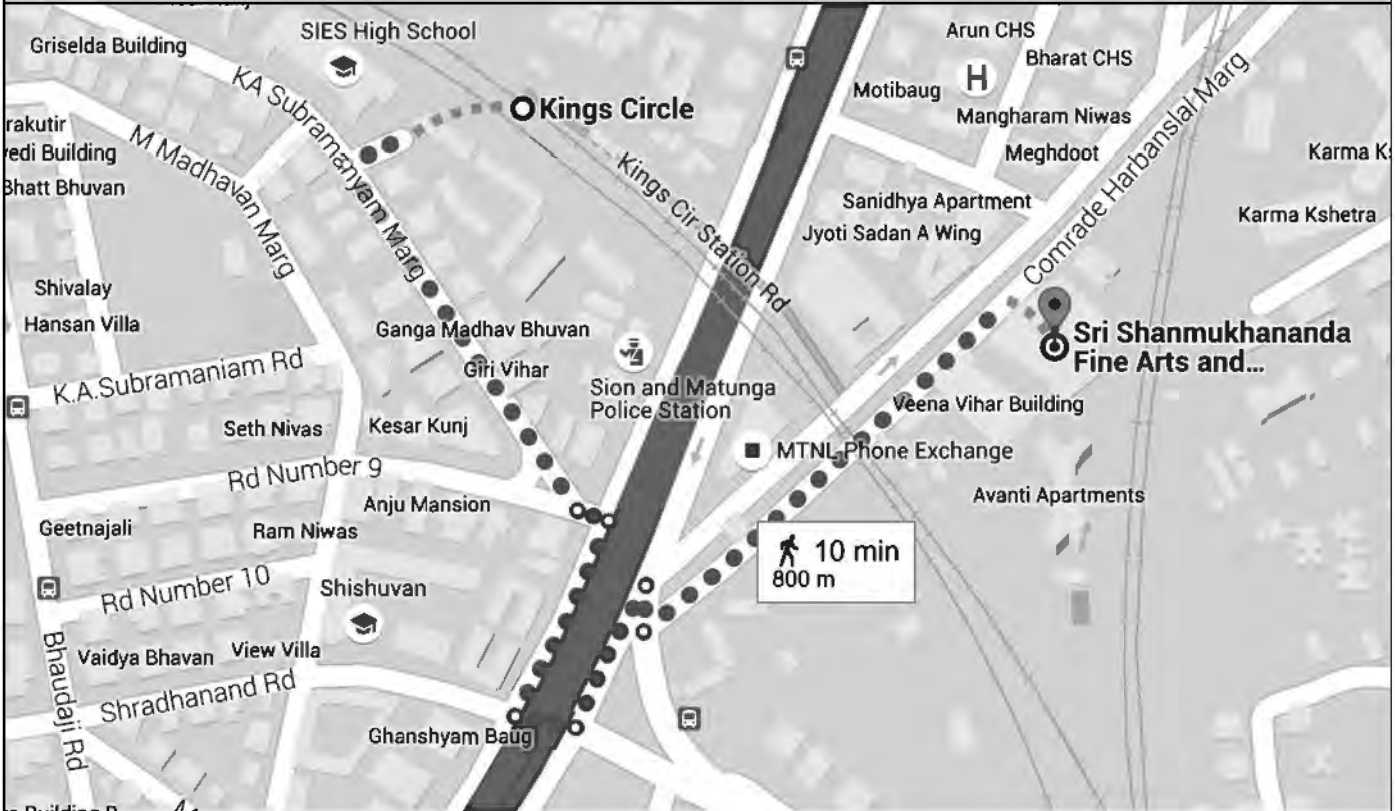 SIES High School
Arun CHS
Griselda Building
Bharat CHS
KA Subramanyam Marg
Motibaug
H
Kings Circle
Mangharam Niwas
Comrade Harbanslal Marg
M Madhavan Marg
Meghdoot
Bhatt Bhuvan
Kings Cir Station Rd
Sanidhya Apartment
Karma Kshetra
Jyoti Sadan A Wing
Shivalay
Hansan Villa
Ganga Madhav Bhuvan
Sri Shanmukhananda
Fine Arts and...
K.A.Subramaniam Rd
Giri Vihar
Sion and Matunga
Police Station
Veena Vihar Building
Seth Nivas
Kesar Kunj
MTNL Phone Exchange
Rd Number 9
Anju Mansion
Avanti Apartments
Geetnajali
Ram Niwas
10 min
800 m
Rd Number 10
Shishuvan
Vaidya Bhavan
View Villa
Bhaudaji Rd
Shradhanand Rd
Ghanshyam Baug